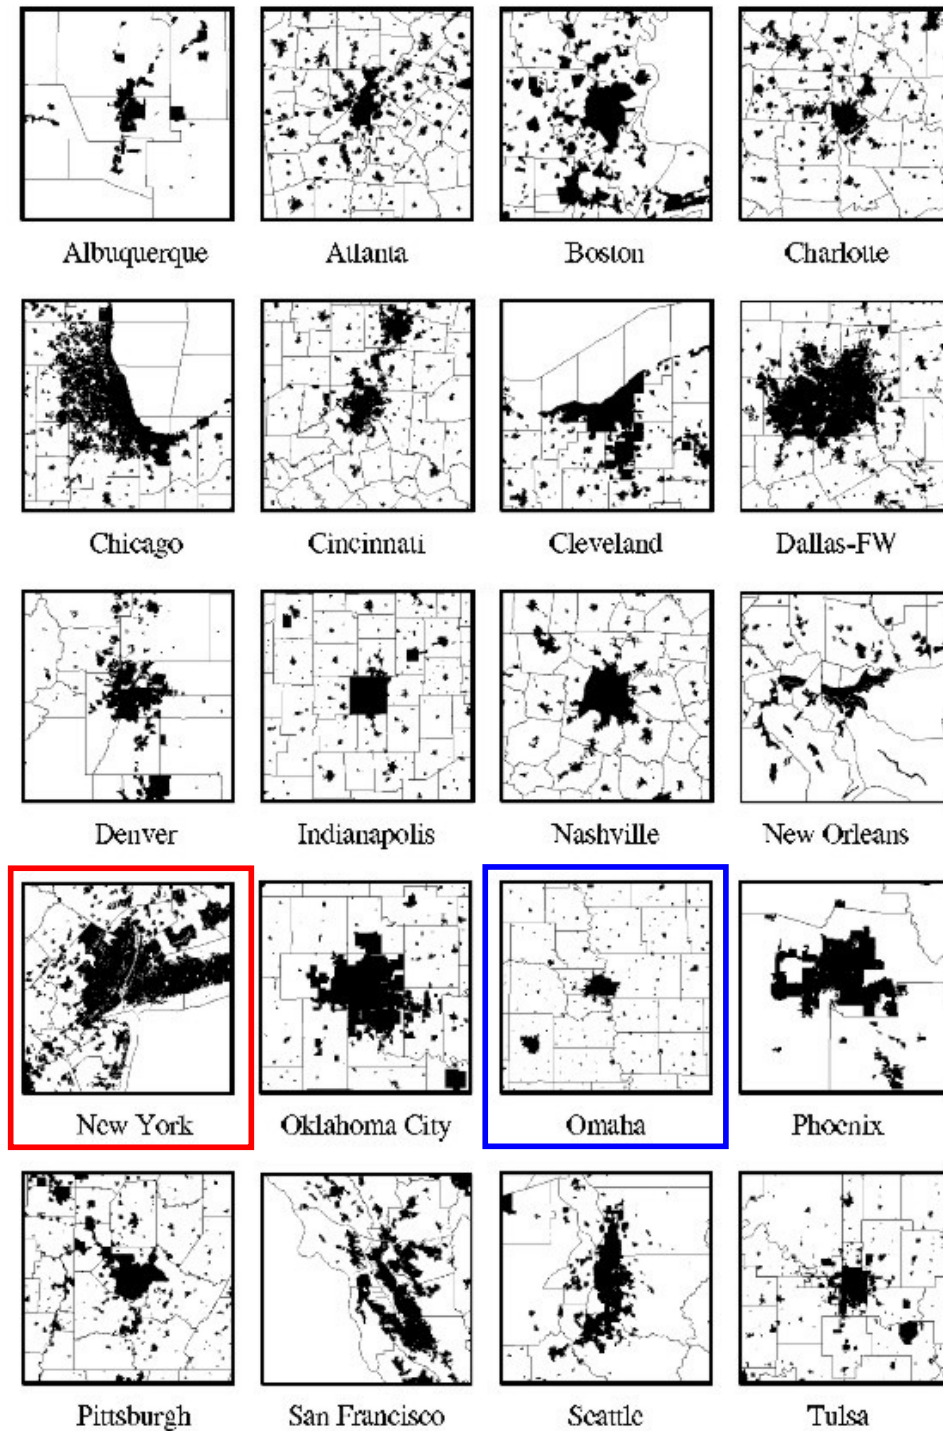 Albuquerque
Atlanta
Boston
Charlotte
Chicago
Cincinnati
Cleveland
Dallas-FW
Denver
Indianapolis
Nashville
New Orleans
New York
Oklahoma City
Omaha
Phoenix
Pittsburgh
San Francisco
Seattle
Tulsa